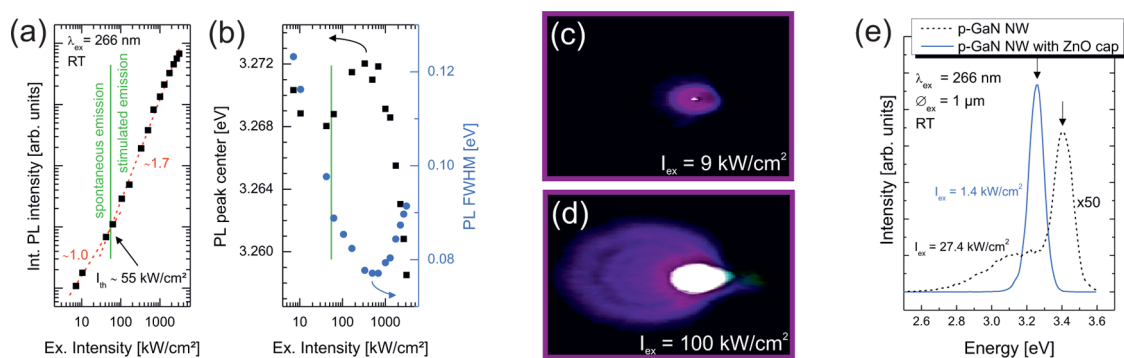 (a)
λex = 266 nm
RT
spontaneous emission
stimulated emission
~1.7
~1.0
Ith ~ 55 kW/cm²
Int. PL intensity [arb. units]
10 100 1000
Ex. Intensity [kW/cm²]
(b)
3.272
3.268
3.264
3.260
PL peak center [eV]
0.12
0.10
0.08
PL FWHM [eV]
10 100 1000
Ex. Intensity [kW/cm²]
(c)
Iex = 9 kW/cm²
(d)
Iex = 100 kW/cm²
(e)
p-GaN NW
p-GaN NW with ZnO cap
λex = 266 nm
∅ex = 1 µm
RT
Iex = 1.4 kW/cm²
x50
Iex = 27.4 kW/cm²
Intensity [arb. units]
2.6 2.8 3.0 3.2 3.4 3.6
Energy [eV]